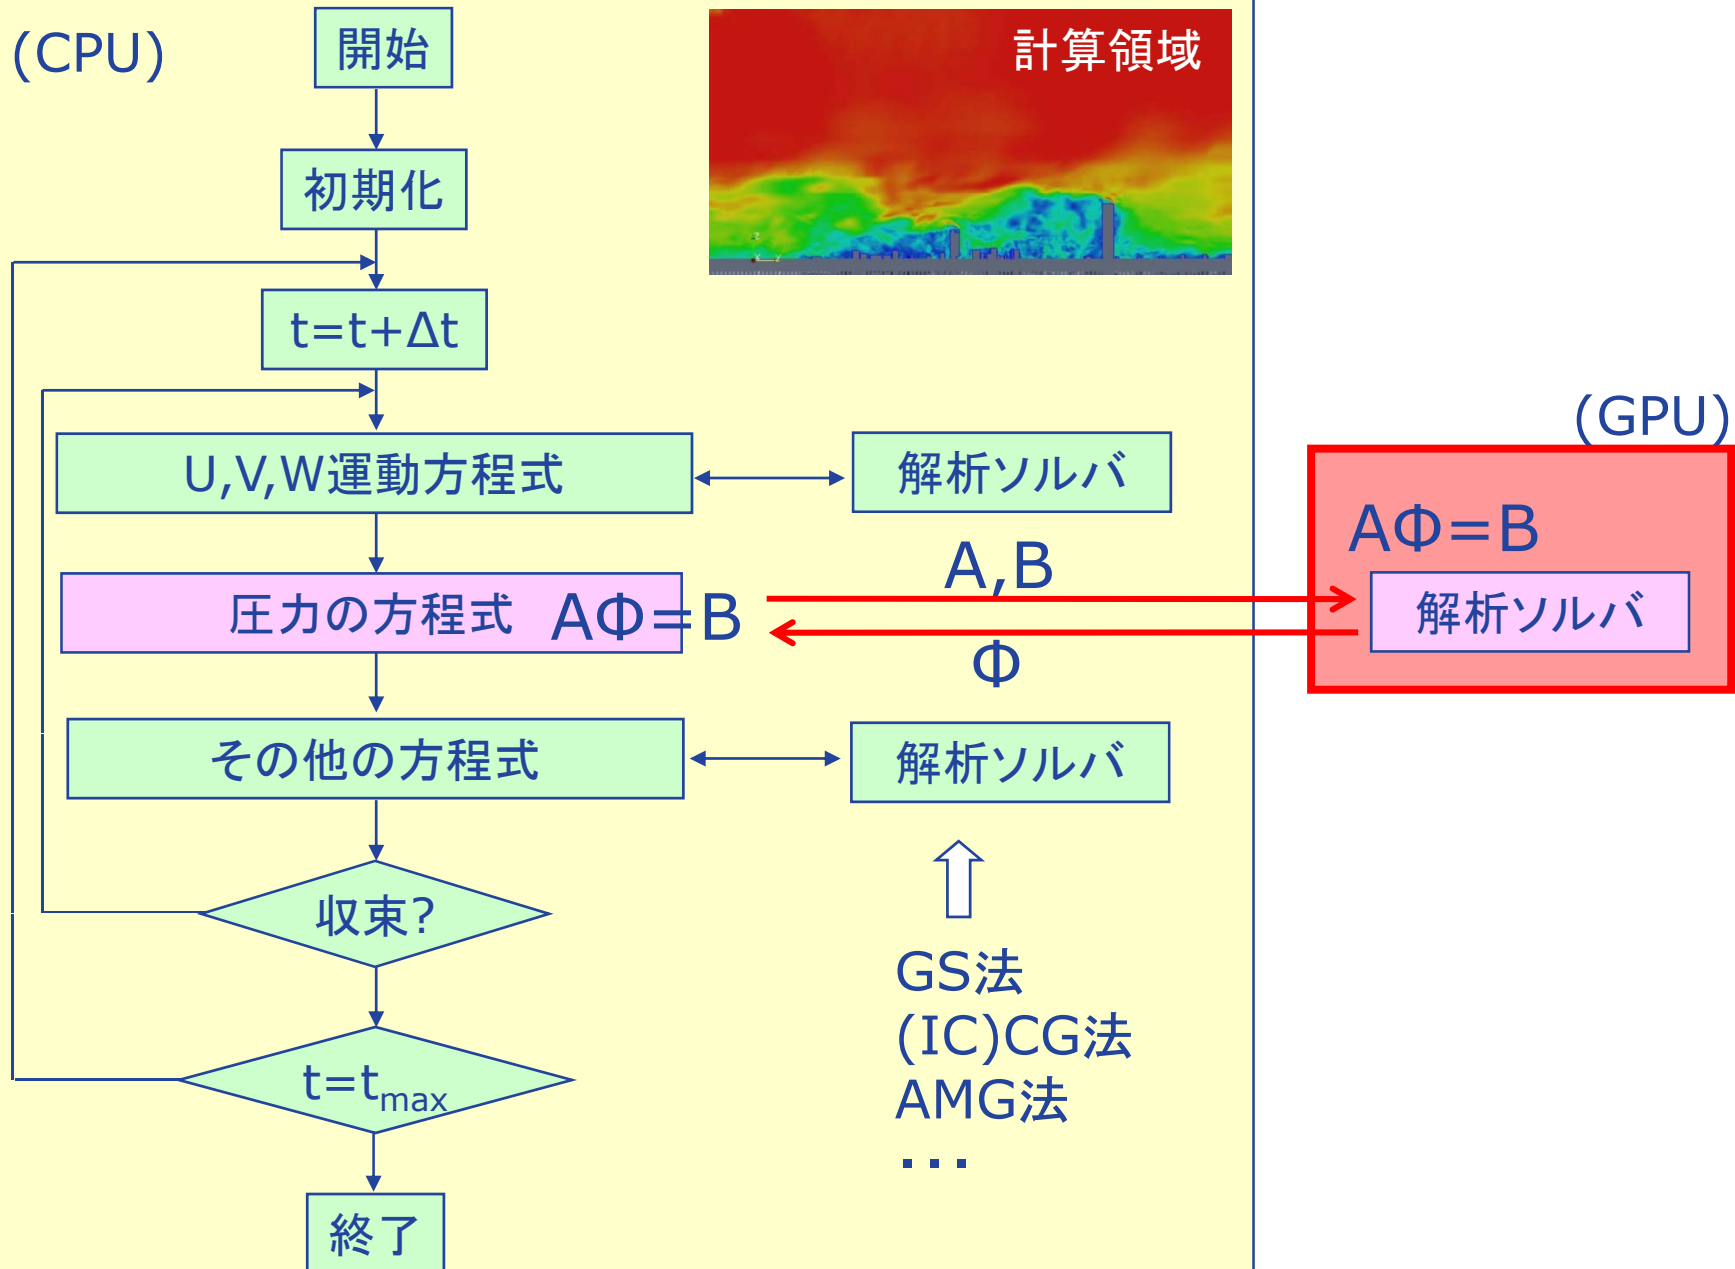 (CPU)
開始
計算領域
初期化
t=t+Δt
(GPU)
U,V,W運動方程式
解析ソルバ
AΦ=B
A,B
圧力の方程式 AΦ=B
解析ソルバ
Φ
その他の方程式
解析ソルバ
収束?
GS法
(IC)CG法
AMG法
...
t=tmax
終了